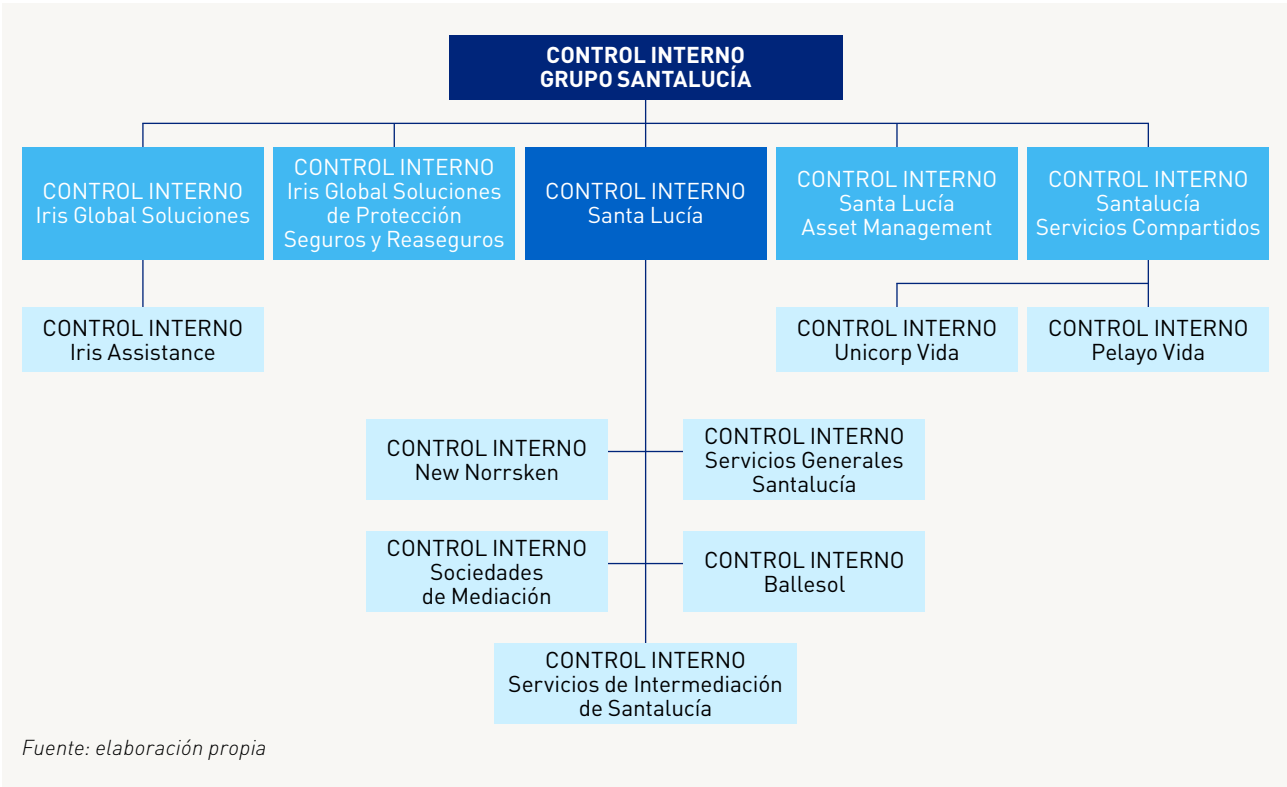 CONTROL INTERNO
GRUPO SANTALUCÍA
CONTROL INTERNO
Iris Global Soluciones
CONTROL INTERNO
Iris Global Soluciones
de Protección
Seguros y Reaseguros
CONTROL INTERNO
Santa Lucía
CONTROL INTERNO
Santa Lucía
Asset Management
CONTROL INTERNO
Santalucía
Servicios Compartidos
CONTROL INTERNO
Iris Assistance
CONTROL INTERNO
Unicorp Vida
CONTROL INTERNO
Pelayo Vida
CONTROL INTERNO
New Norrsken
CONTROL INTERNO
Servicios Generales
Santalucía
CONTROL INTERNO
Sociedades
de Mediación
CONTROL INTERNO
Ballesol
CONTROL INTERNO
Servicios de Intermediación
de Santalucía
Fuente: elaboración propia